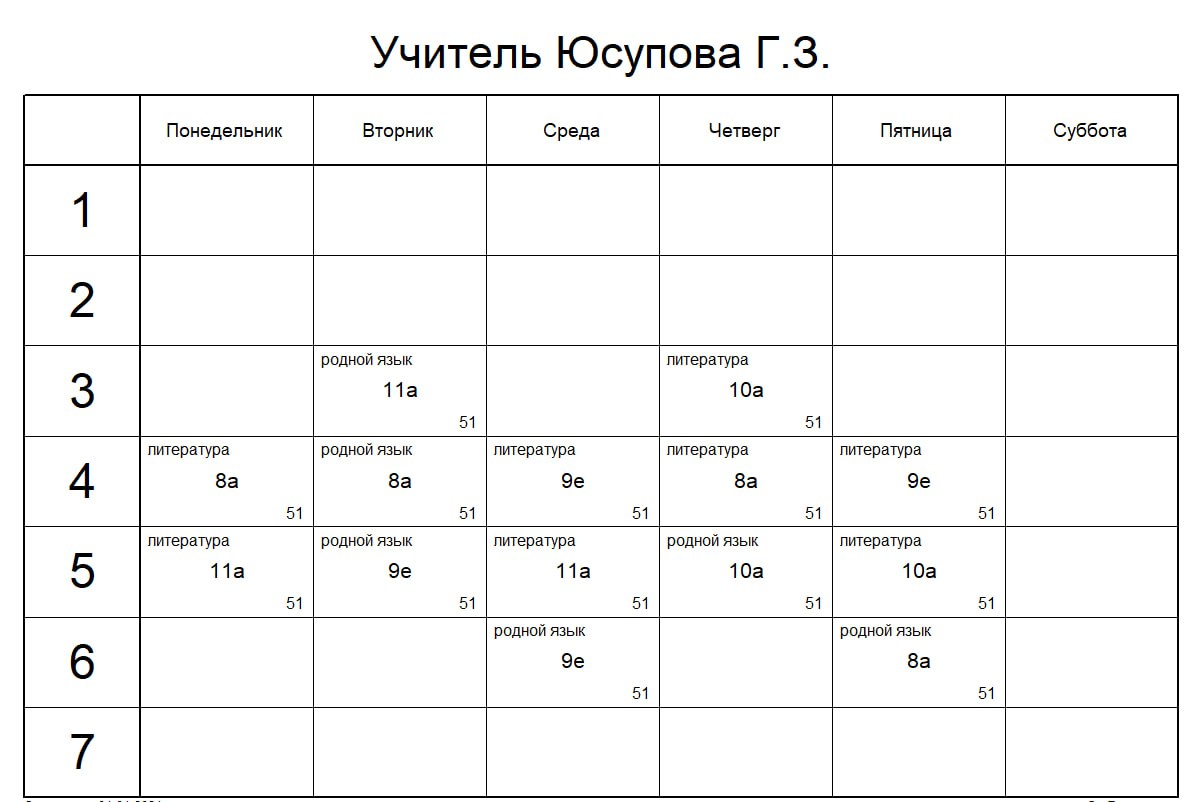 Учитель Юсупова Г.З.
Понедельник Вторник Среда Четверг Пятница Суббота
1
2
3
родной язык литература
11а 10а
51 51
4
литература родной язык литература литература литература
8а 8а 9е 8а 9е
51 51 51 51 51
5
литература родной язык литература родной язык литература
11а 9е 11а 10а 10а
51 51 51 51 51
6
родной язык родной язык
9е 8а
51 51
7